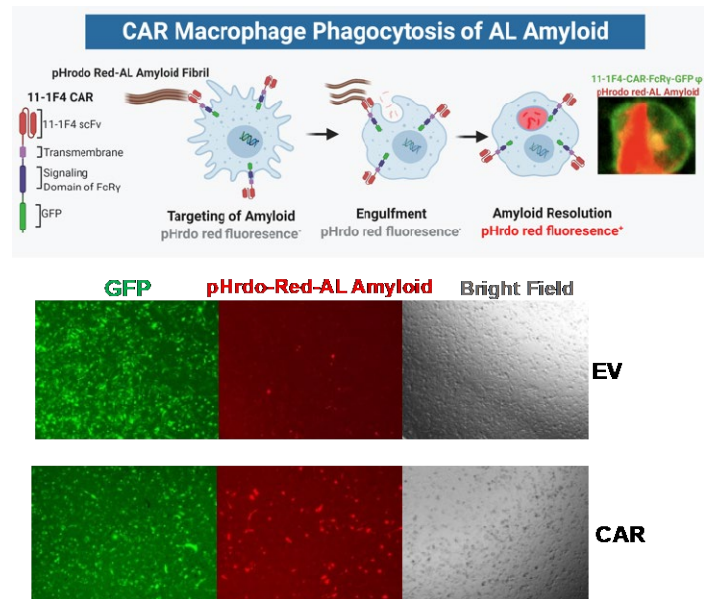 CAR Macrophage Phagocytosis of AL Amyloid
pHrodo Red-AL Amyloid Fibril
11-1F4 CAR
11-1F4 scFv
Transmembrane
Signaling
Domain of FcRγ
GFP
Targeting of Amyloid
pHrdo red fluoresence-
Engulfment
pHrdo red fluoresence-
Amyloid Resolution
pHrdo red fluoresence+
11-1F4-CAR-FcRγ-GFP φ
pHrodo red-AL Amyloid
GFP
pHrdo-Red-AL Amyloid
Bright Field
EV
CAR